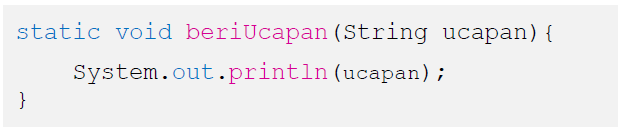 static void beriUcapan(String ucapan){
    System.out.println(ucapan);
}